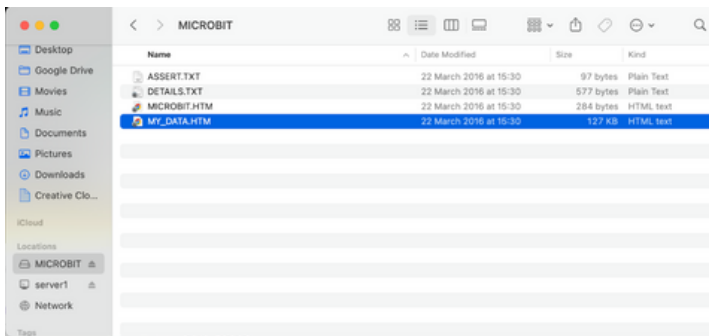 MICROBIT
Desktop
Google Drive
Movies
Music
Documents
Pictures
Downloads
Creative Clo...
iCloud
Locations
MICROBIT
server1
Network
Tags
Name Date Modified Size Kind
ASSERT.TXT 22 March 2016 at 15:30 97 bytes Plain Text
DETAILS.TXT 22 March 2016 at 15:30 577 bytes Plain Text
MICROBIT.HTM 22 March 2016 at 15:30 284 bytes HTML text
MY_DATA.HTM 22 March 2016 at 15:30 127 KB HTML text